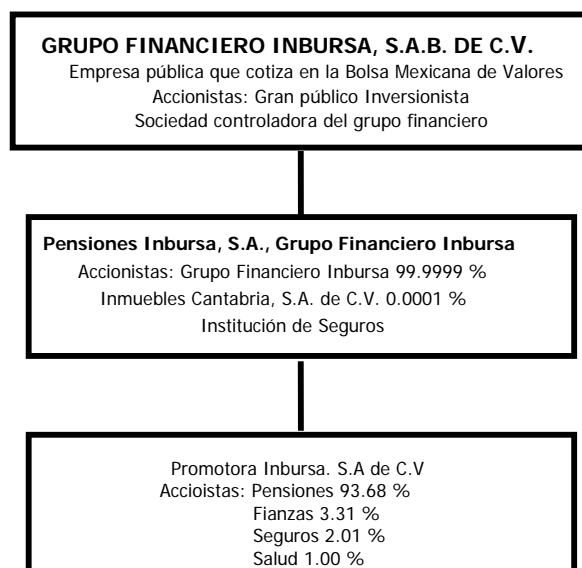 GRUPO FINANCIERO INBURSA, S.A.B. DE C.V.
Empresa pública que cotiza en la Bolsa Mexicana de Valores
Accionistas: Gran público Inversionista
Sociedad controladora del grupo financiero
Pensiones Inbursa, S.A., Grupo Financiero Inbursa
Accionistas: Grupo Financiero Inbursa 99.9999 %
Inmuebles Cantabria, S.A. de C.V. 0.0001 %
Institución de Seguros
Promotora Inbursa. S.A de C.V
Accioistas: Pensiones 93.68 %
Fianzas 3.31 %
Seguros 2.01 %
Salud 1.00 %